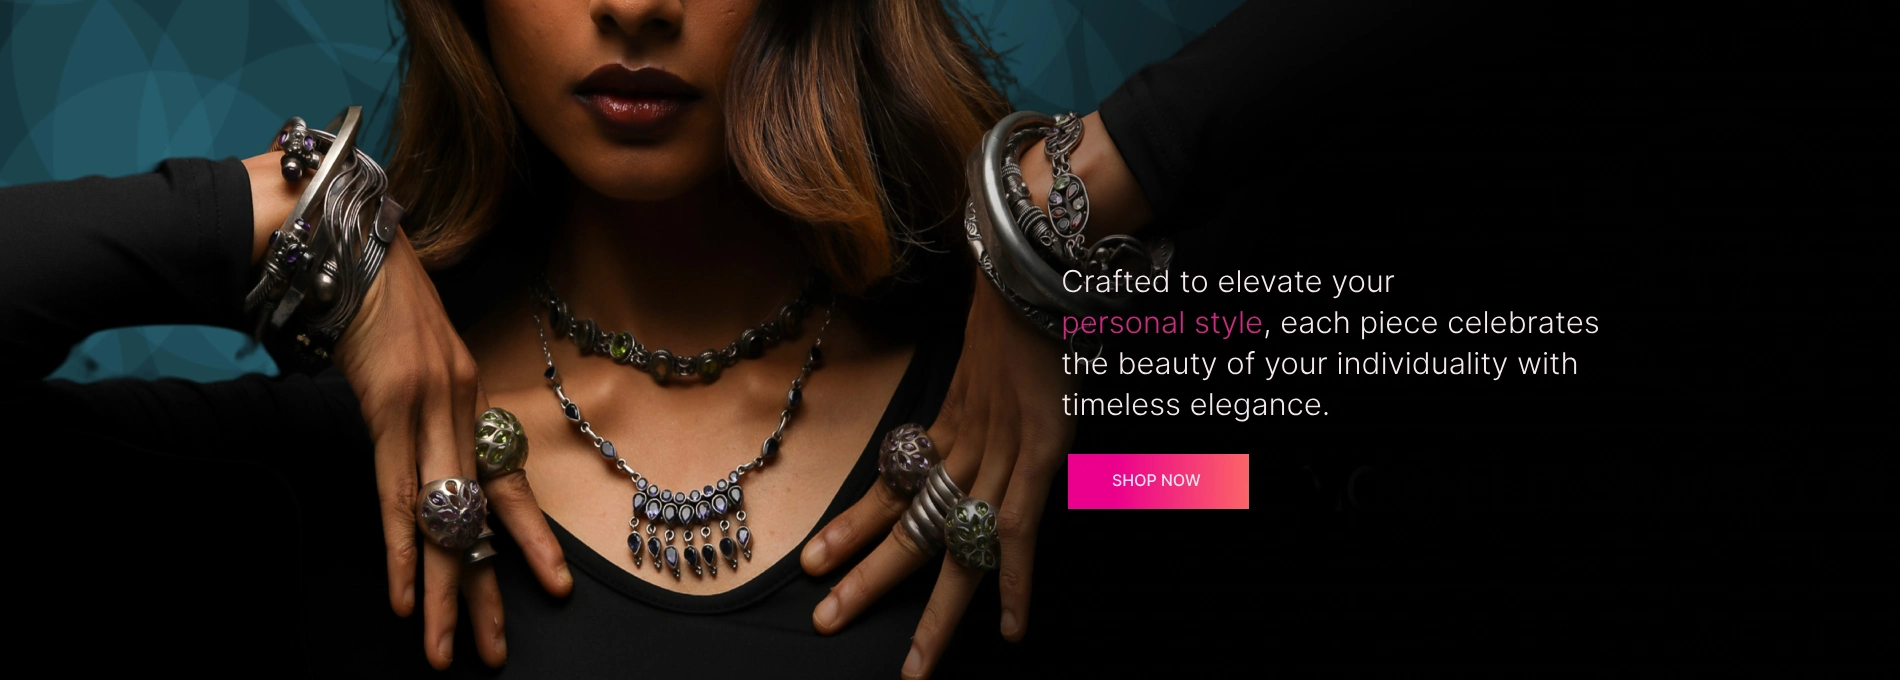 Crafted to elevate your
personal style, each piece celebrates
the beauty of your individuality with
timeless elegance.
SHOP NOW